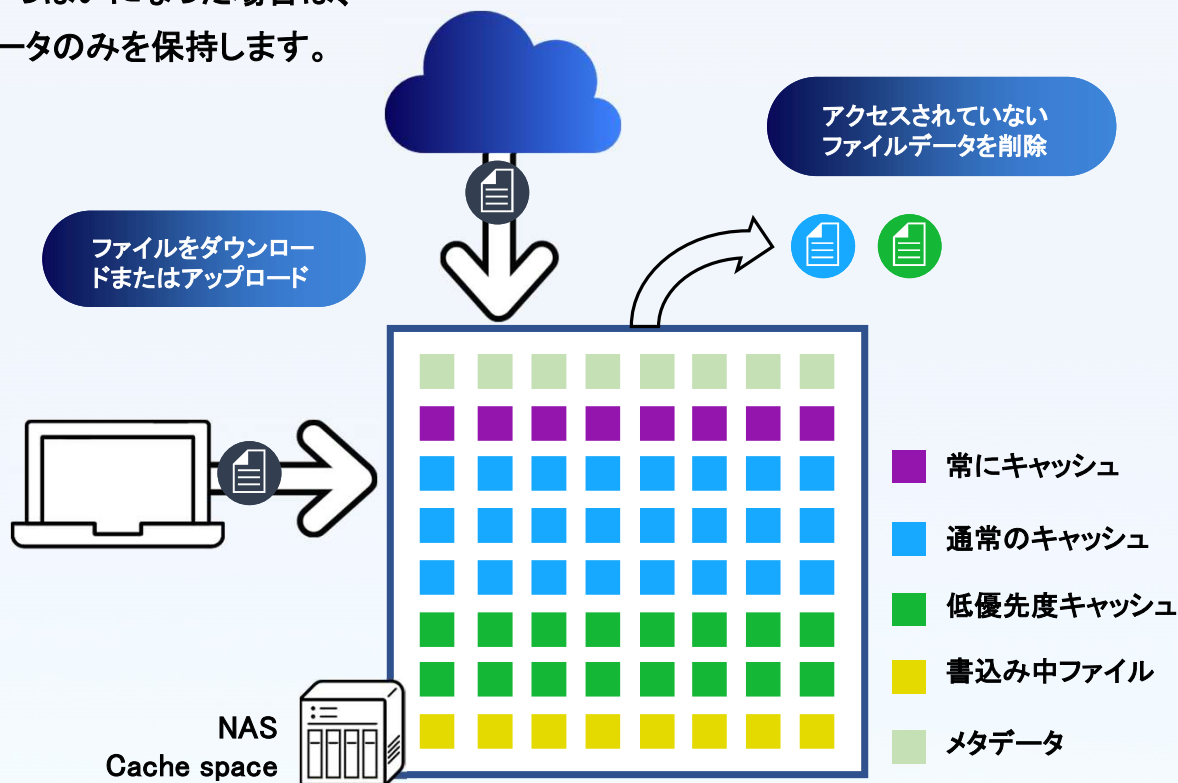 ータのみを保持します。
アクセスされていない
ファイルデータを削除
ファイルをダウンロー
ドまたはアップロード
常にキャッシュ
通常のキャッシュ
低優先度キャッシュ
書込み中ファイル
メタデータ
NAS
Cache space